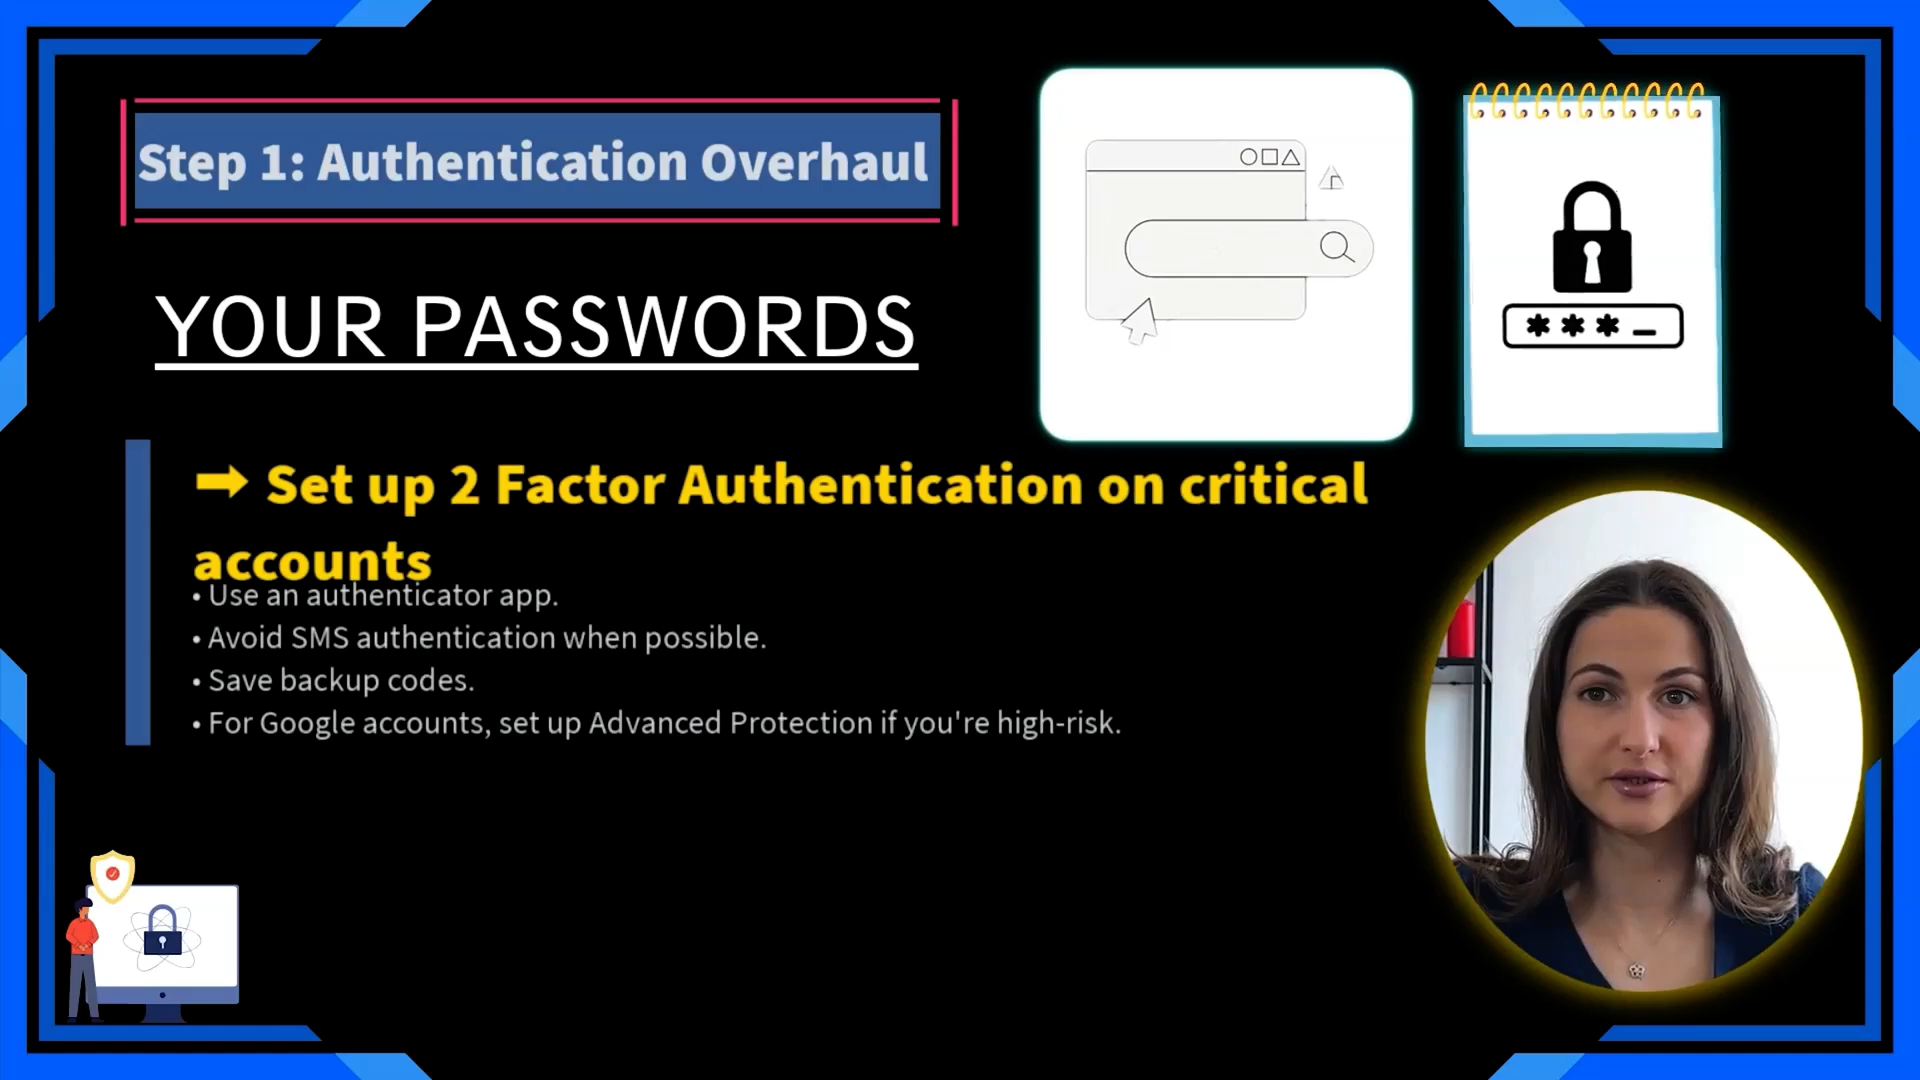 Step 1: Authentication Overhaul
YOUR PASSWORDS
➡ Set up 2 Factor Authentication on critical
accounts
• Use an authenticator app.
• Avoid SMS authentication when possible.
• Save backup codes.
• For Google accounts, set up Advanced Protection if you're high-risk.
***_